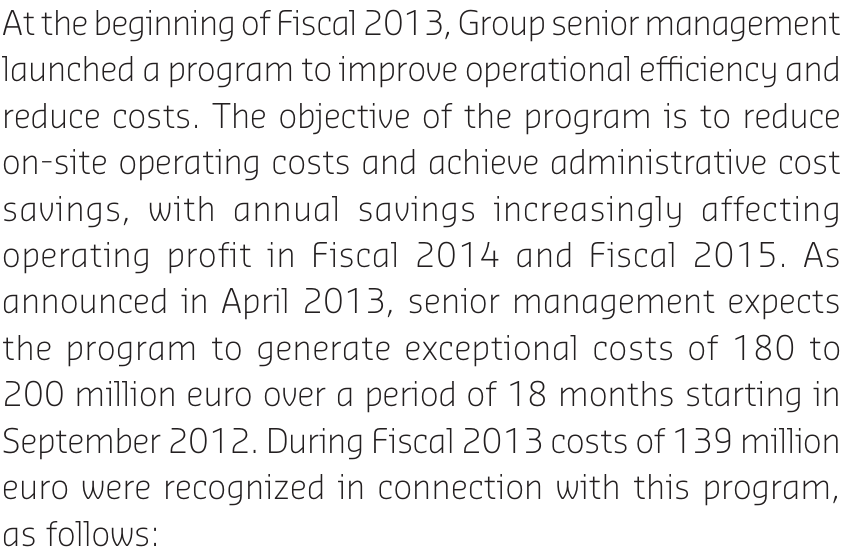 At the beginning of Fiscal 2013, Group senior management
launched a program to improve operational efficiency and
reduce costs. The objective of the program is to reduce
on-site operating costs and achieve administrative cost
savings, with annual savings increasingly affecting
operating profit in Fiscal 2014 and Fiscal 2015. As
announced in April 2013, senior management expects
the program to generate exceptional costs of 180 to
200 million euro over a period of 18 months starting in
September 2012. During Fiscal 2013 costs of 139 million
euro were recognized in connection with this program,
as follows: